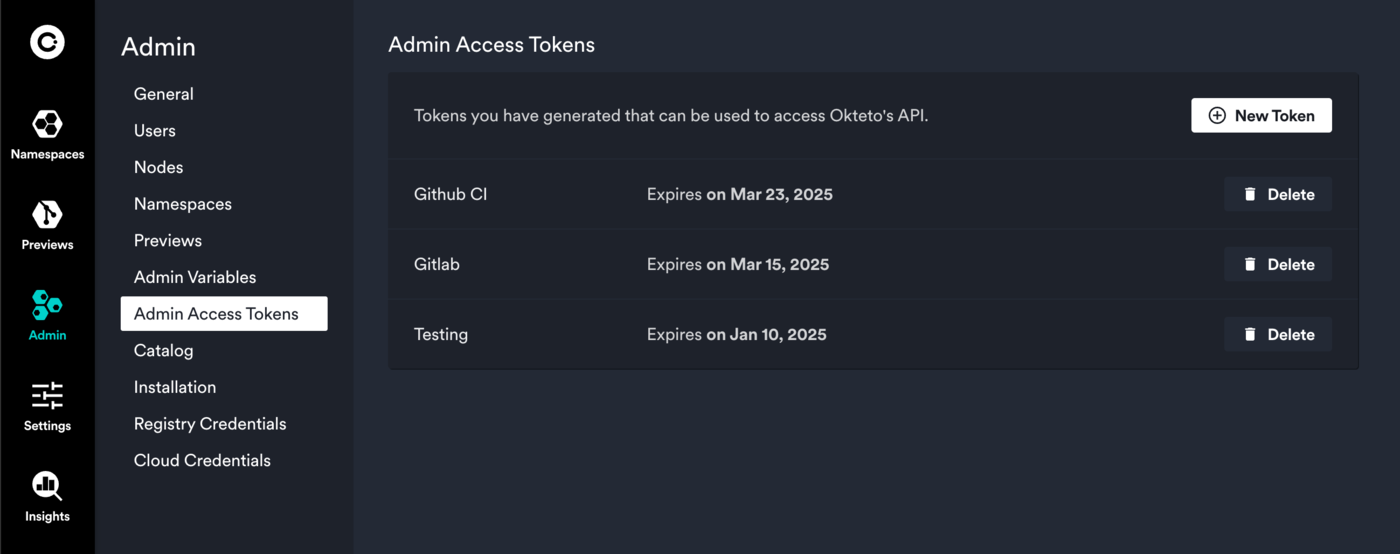 Namespaces
Previews
Admin
Settings
Insights
Admin
General
Users
Nodes
Namespaces
Previews
Admin Variables
Admin Access Tokens
Catalog
Installation
Registry Credentials
Cloud Credentials
Admin Access Tokens
Tokens you have generated that can be used to access Okteto's API.
New Token
Github CI Expires on Mar 23, 2025 Delete
Gitlab Expires on Mar 15, 2025 Delete
Testing Expires on Jan 10, 2025 Delete